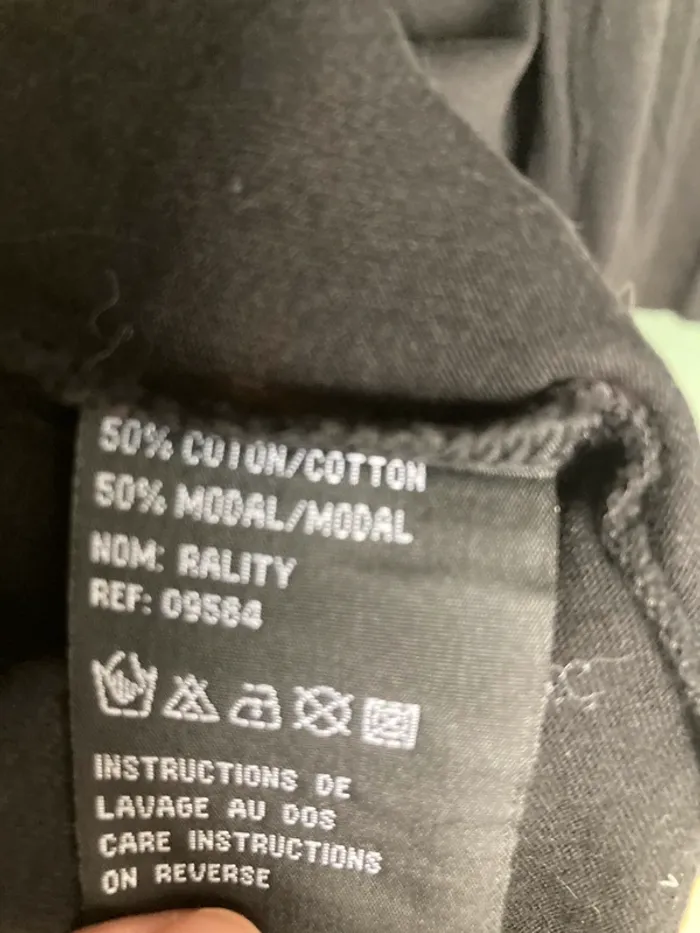 50% COTON/COTTON
50% MODAL/MODAL
NOM: RALITY
REF: 09584
INSTRUCTIONS DE
LAVAGE AU DOS
CARE INSTRUCTIONS
ON REVERSE